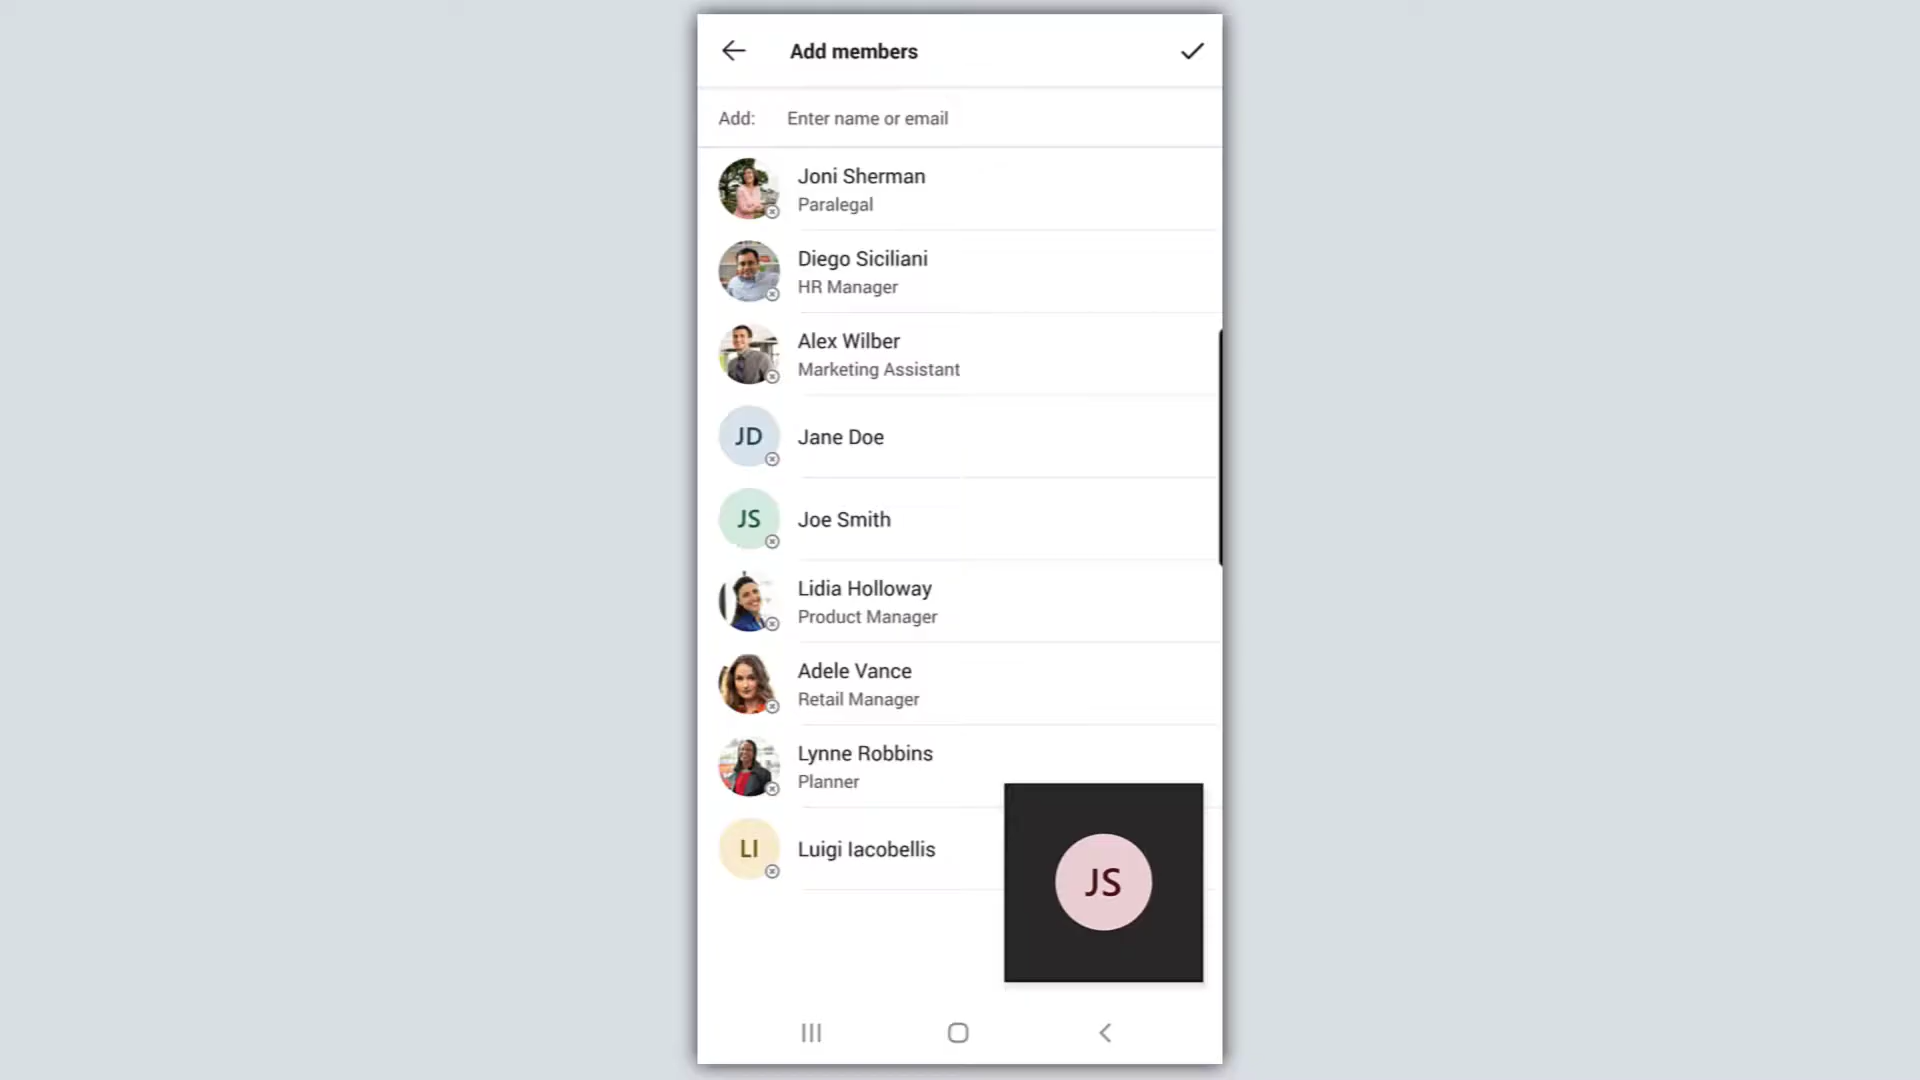 Add members
Add: Enter name or email
Joni Sherman
Paralegal
Diego Siciliani
HR Manager
Alex Wilber
Marketing Assistant
JD
Jane Doe
JS
Joe Smith
Lidia Holloway
Product Manager
Adele Vance
Retail Manager
Lynne Robbins
Planner
LI
Luigi Iacobellis
JS